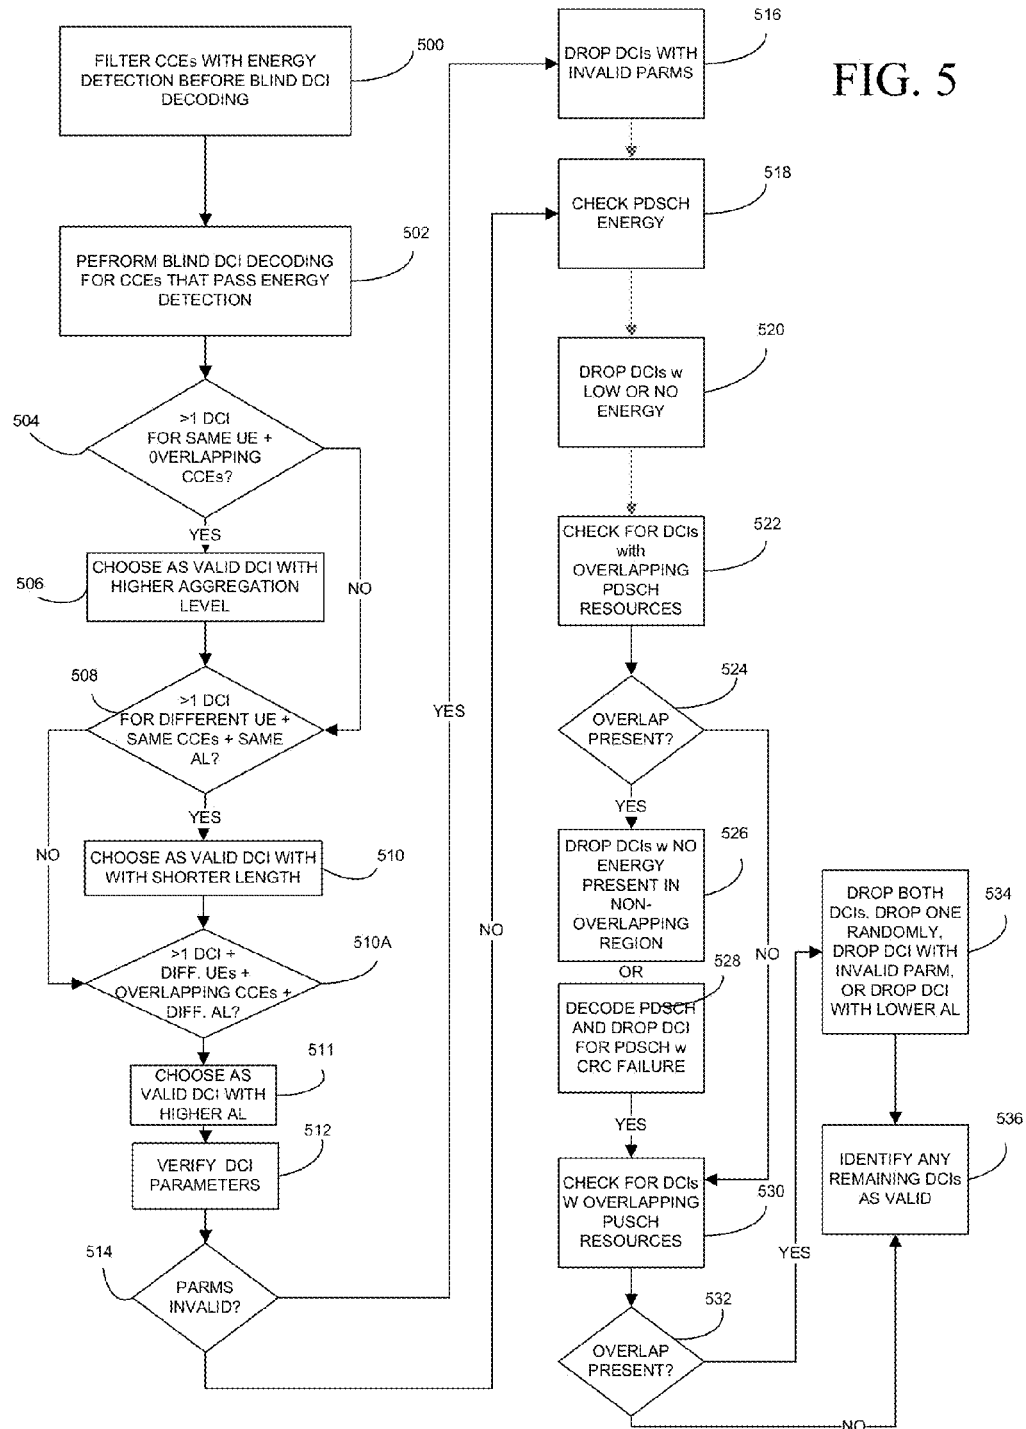 FILTER CCEs WITH ENERGY
DETECTION BEFORE BLIND DCI
DECODING
500
PEFRORM BLIND DCI DECODING
FOR CCEs THAT PASS ENERGY
DETECTION
502
>1 DCI
FOR SAME UE +
0VERLAPPING
CCEs?
504
YES
NO
CHOOSE AS VALID DCI WITH
HIGHER AGGREGATION
LEVEL
506
>1 DCI
FOR DIFFERENT UE +
SAME CCEs + SAME
AL?
508
YES
NO
CHOOSE AS VALID DCI WITH
WITH SHORTER LENGTH
510
>1 DCI +
DIFF. UEs +
OVERLAPPING CCEs +
DIFF. AL?
510A
CHOOSE AS
VALID DCI WITH
HIGHER AL
511
VERIFY DCI
PARAMETERS
512
PARMS
INVALID?
514
YES
NO
DROP DCIs WITH
INVALID PARMS
516
FIG. 5
CHECK PDSCH
ENERGY
518
DROP DCIs w
LOW OR NO
ENERGY
520
CHECK FOR DCIs
with
OVERLAPPING
PDSCH
RESOURCES
522
OVERLAP
PRESENT?
524
YES
NO
DROP DCIs w NO
ENERGY
PRESENT IN
NON-
OVERLAPPING
REGION
526
OR
528
DECODE PDSCH
AND DROP DCI
FOR PDSCH w
CRC FAILURE
YES
CHECK FOR DCIs
W OVERLAPPING
PUSCH
RESOURCES
530
OVERLAP
PRESENT?
532
YES
NO
DROP BOTH
DCIs, DROP ONE
RANDOMLY,
DROP DCI WITH
INVALID PARM,
OR DROP DCI
WITH LOWER AL
534
IDENTIFY ANY
REMAINING DCIs
AS VALID
536